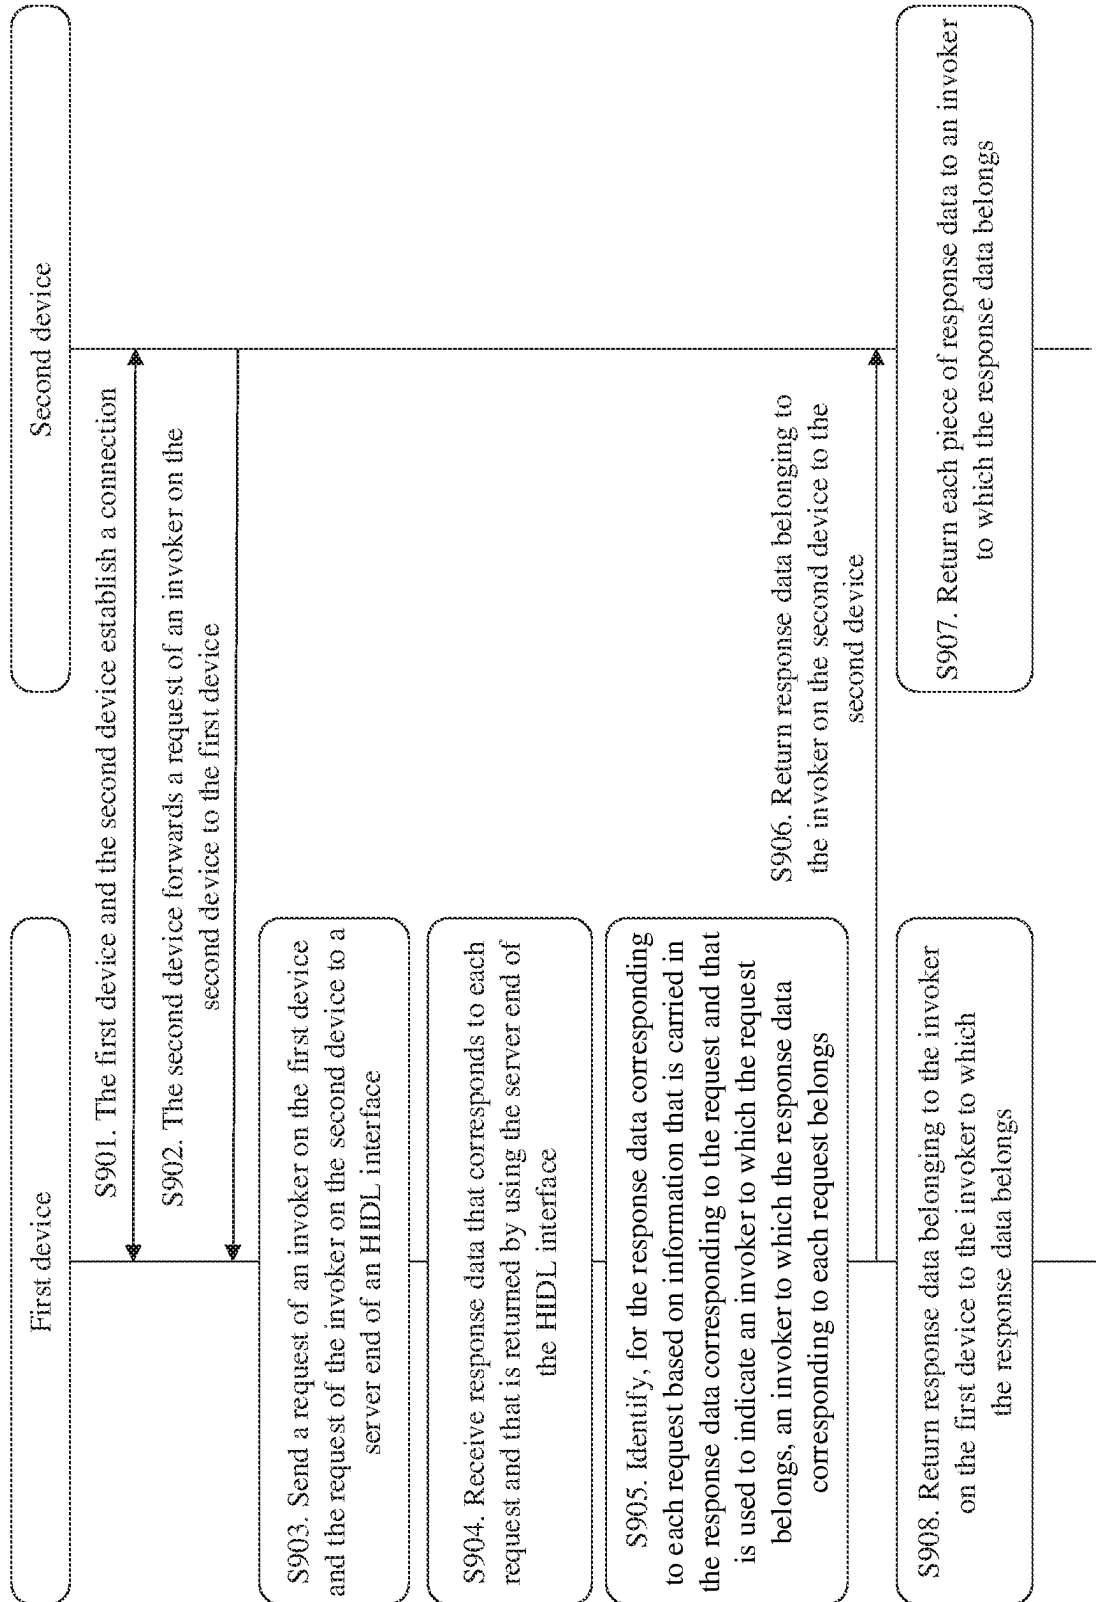 First device
Second device
S901. The first device and the second device establish a connection
S902. The second device forwards a request of an invoker on the
second device to the first device
S903. Send a request of an invoker on the first device
and the request of the invoker on the second device to a
server end of an HIDL interface
S904. Receive response data that corresponds to each
request and that is returned by using the server end of
the HIDL interface
S905. Identify, for the response data corresponding
to each request based on information that is carried in
the response data corresponding to the request and that
is used to indicate an invoker to which the request
belongs, an invoker to which the response data
corresponding to each request belongs
S906. Return response data belonging to
the invoker on the second device to the
second device
S907. Return each piece of response data to an invoker
to which the response data belongs
S908. Return response data belonging to the invoker
on the first device to the invoker to which
the response data belongs